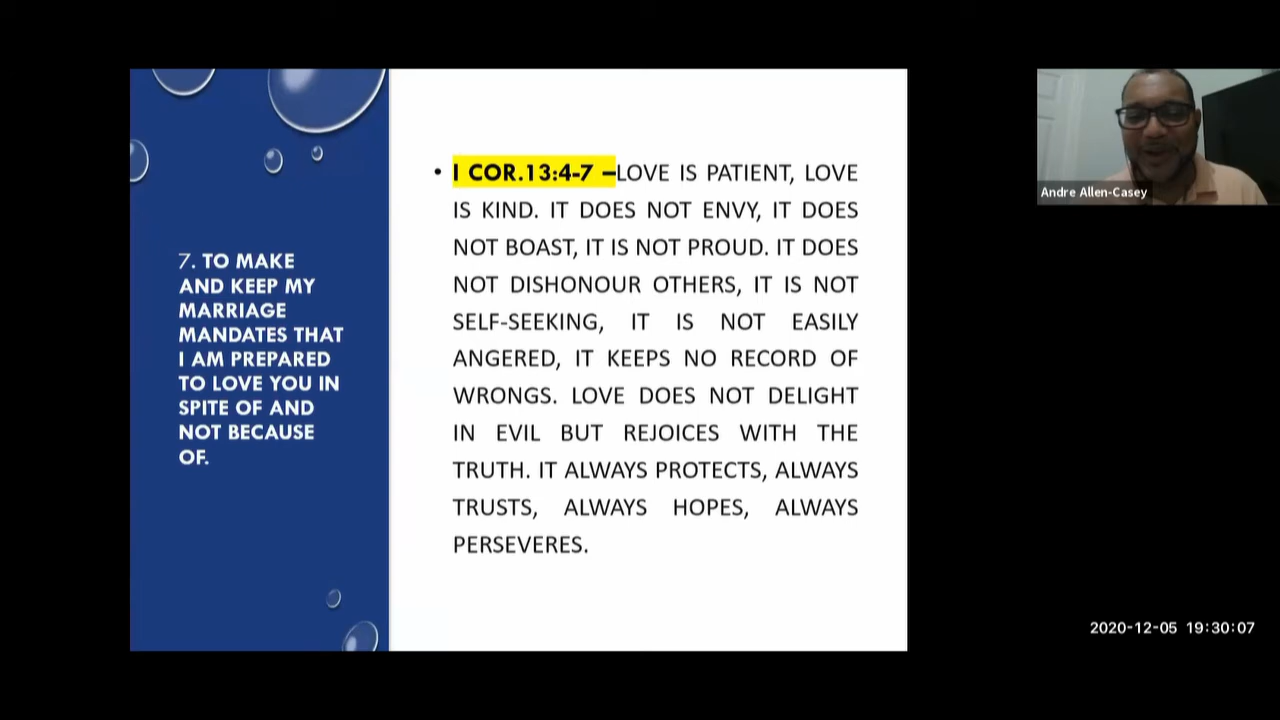 7. TO MAKE
AND KEEP MY
MARRIAGE
MANDATES THAT
I AM PREPARED
TO LOVE YOU IN
SPITE OF AND
NOT BECAUSE
OF.
• I COR.13:4-7 –LOVE IS PATIENT, LOVE
IS KIND. IT DOES NOT ENVY, IT DOES
NOT BOAST, IT IS NOT PROUD. IT DOES
NOT DISHONOUR OTHERS, IT IS NOT
SELF-SEEKING, IT IS NOT EASILY
ANGERED, IT KEEPS NO RECORD OF
WRONGS. LOVE DOES NOT DELIGHT
IN EVIL BUT REJOICES WITH THE
TRUTH. IT ALWAYS PROTECTS, ALWAYS
TRUSTS, ALWAYS HOPES, ALWAYS
PERSEVERES.
Andre Allen-Casey
2020-12-05 19:30:07